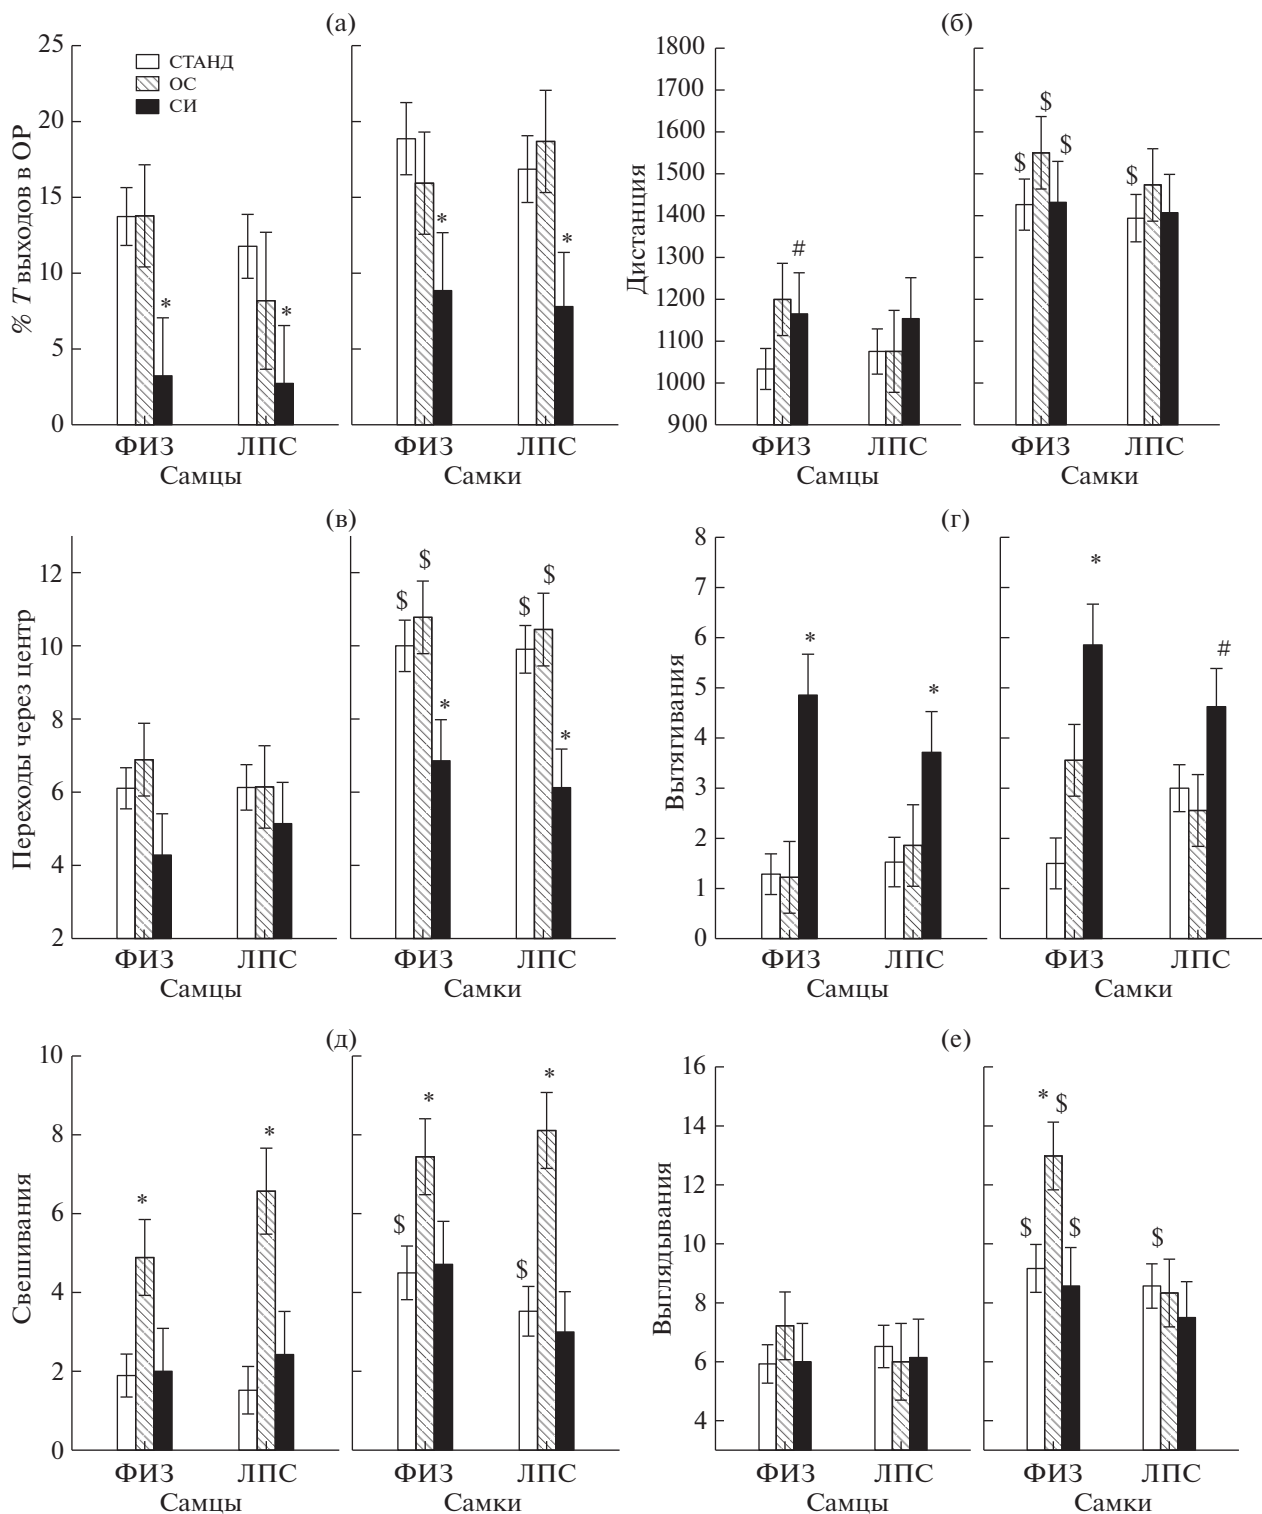 (а)
% T выходов в ОР
25
20
15
10
5
0
СТАНД
ОС
СИ
*
*
*
*
ФИЗ ЛПС ФИЗ ЛПС
Самцы Самки
(б)
Дистанция
1800
1700
1600
1500
1400
1300
1200
1100
1000
900
#
$
$
$
$
ФИЗ ЛПС ФИЗ ЛПС
Самцы Самки
(в)
Переходы через центр
12
10
8
6
4
2
$
$
*
$
$
*
ФИЗ ЛПС ФИЗ ЛПС
Самцы Самки
(г)
Вытягивания
8
7
6
5
4
3
2
1
0
*
*
*
#
ФИЗ ЛПС ФИЗ ЛПС
Самцы Самки
(д)
Свешивания
10
8
6
4
2
0
*
*
$
*
$
*
ФИЗ ЛПС ФИЗ ЛПС
Самцы Самки
(е)
Выглядывания
16
14
12
10
8
6
4
* $
$
$
$
ФИЗ ЛПС ФИЗ ЛПС
Самцы Самки